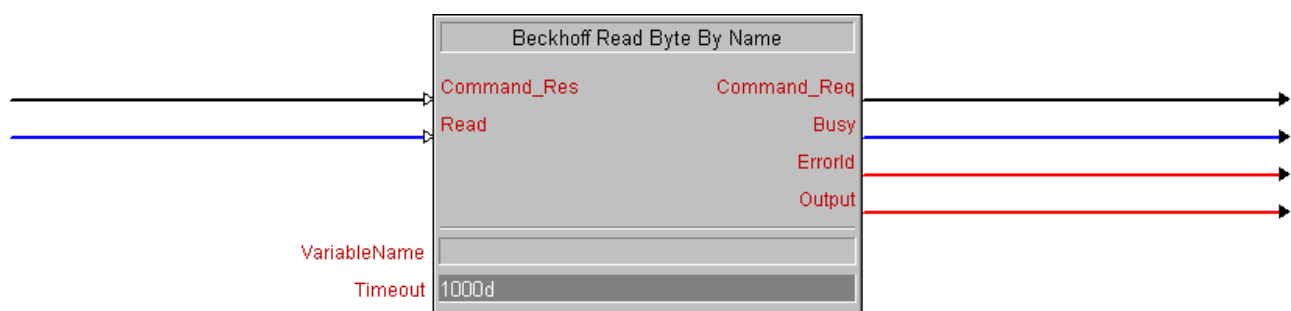 Beckhoff Read Byte By Name
Command_Res Command_Req
Read Busy
ErrorId
Output
VariableName
Timeout 1000d